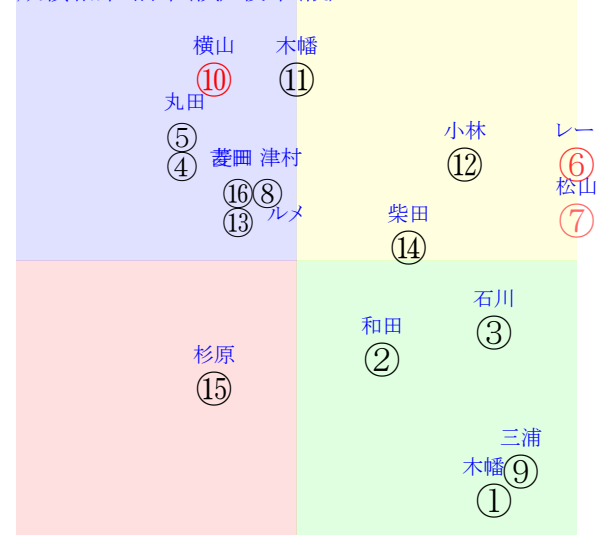 横山 木幡
⑩ ⑪
丸田
⑤
④
小林 レー
⑫ ⑥
津村
⑯⑧
⑬ ルメ
松山
⑦
柴田
⑭
石川
③
和田
②
杉原
⑮
三浦
⑨
木幡
①